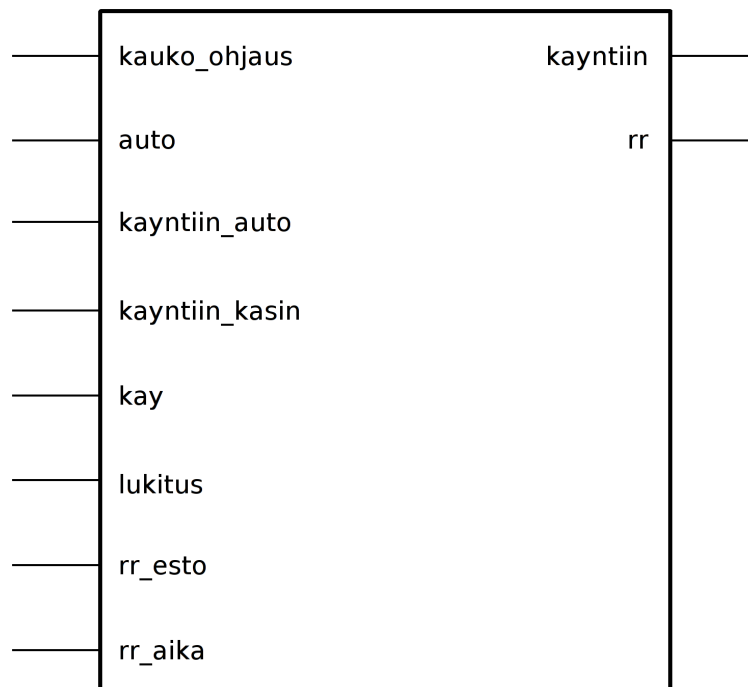 kauko_ohjaus kayntiin
auto rr
kayntiin_auto
kayntiin_kasin
kay
lukitus
rr_esto
rr_aika